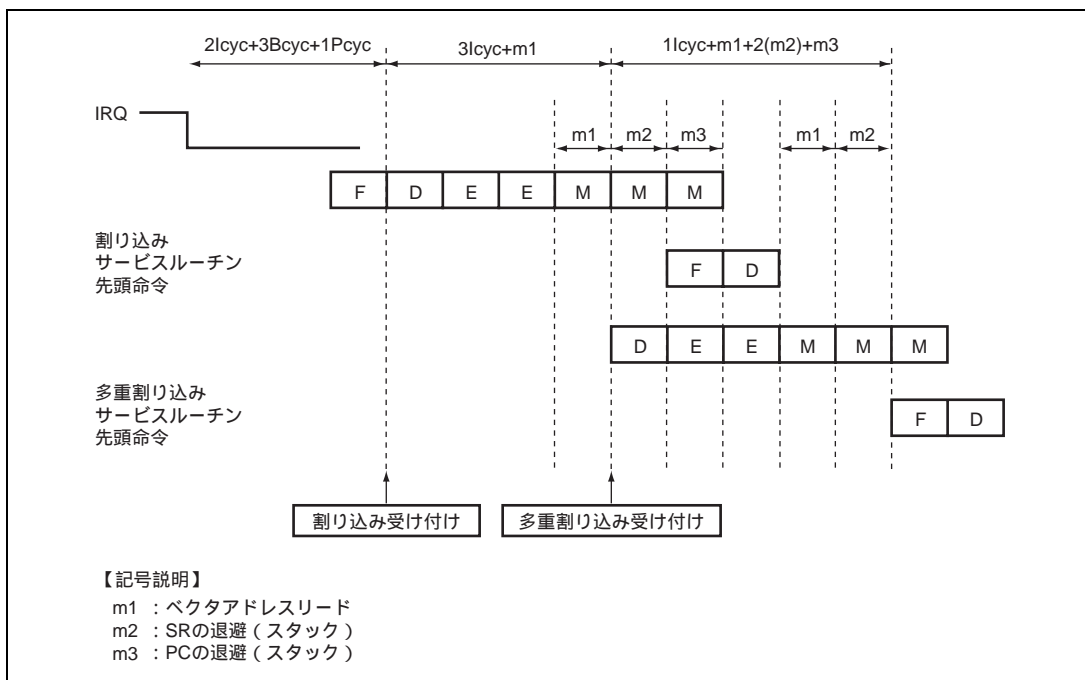 2Icyc+3Bcyc+1Pcyc 3Icyc+m1 1Icyc+m1+2(m2)+m3
IRQ
m1 m2 m3 m1 m2
F D E E M M M
割り込み
サービスルーチン
先頭命令
F D
D E E M M M
多重割り込み
サービスルーチン
先頭命令
F D
割り込み受け付け 多重割り込み受け付け
【記号説明】
m1 :ベクタアドレスリード
m2 :SRの退避(スタック)
m3 :PCの退避(スタック)